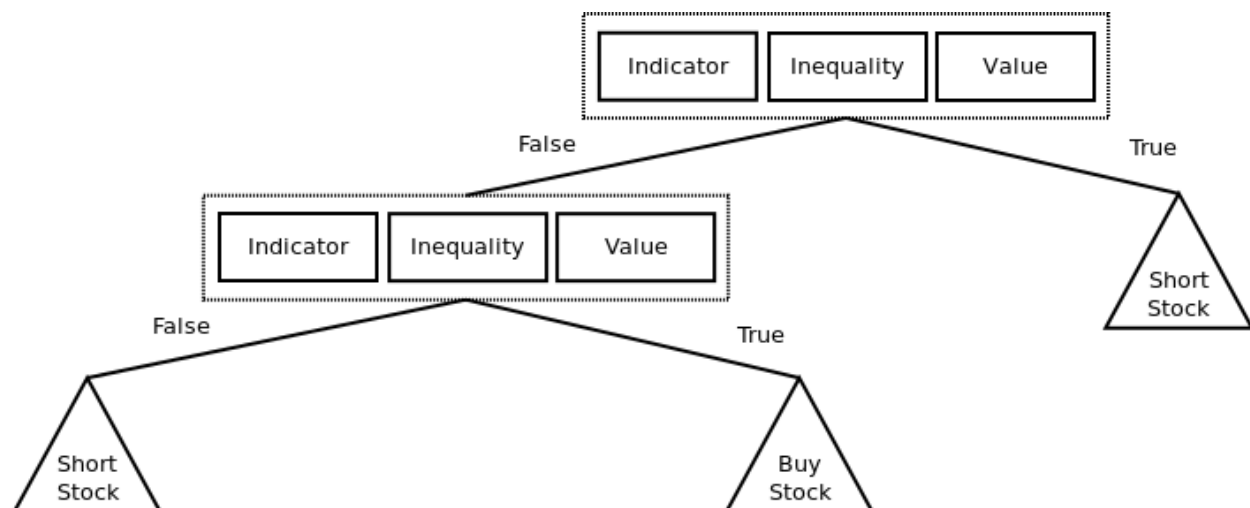 Indicator Inequality Value
False
True
Indicator Inequality Value
Short
Stock
False
True
Short
Stock
Buy
Stock